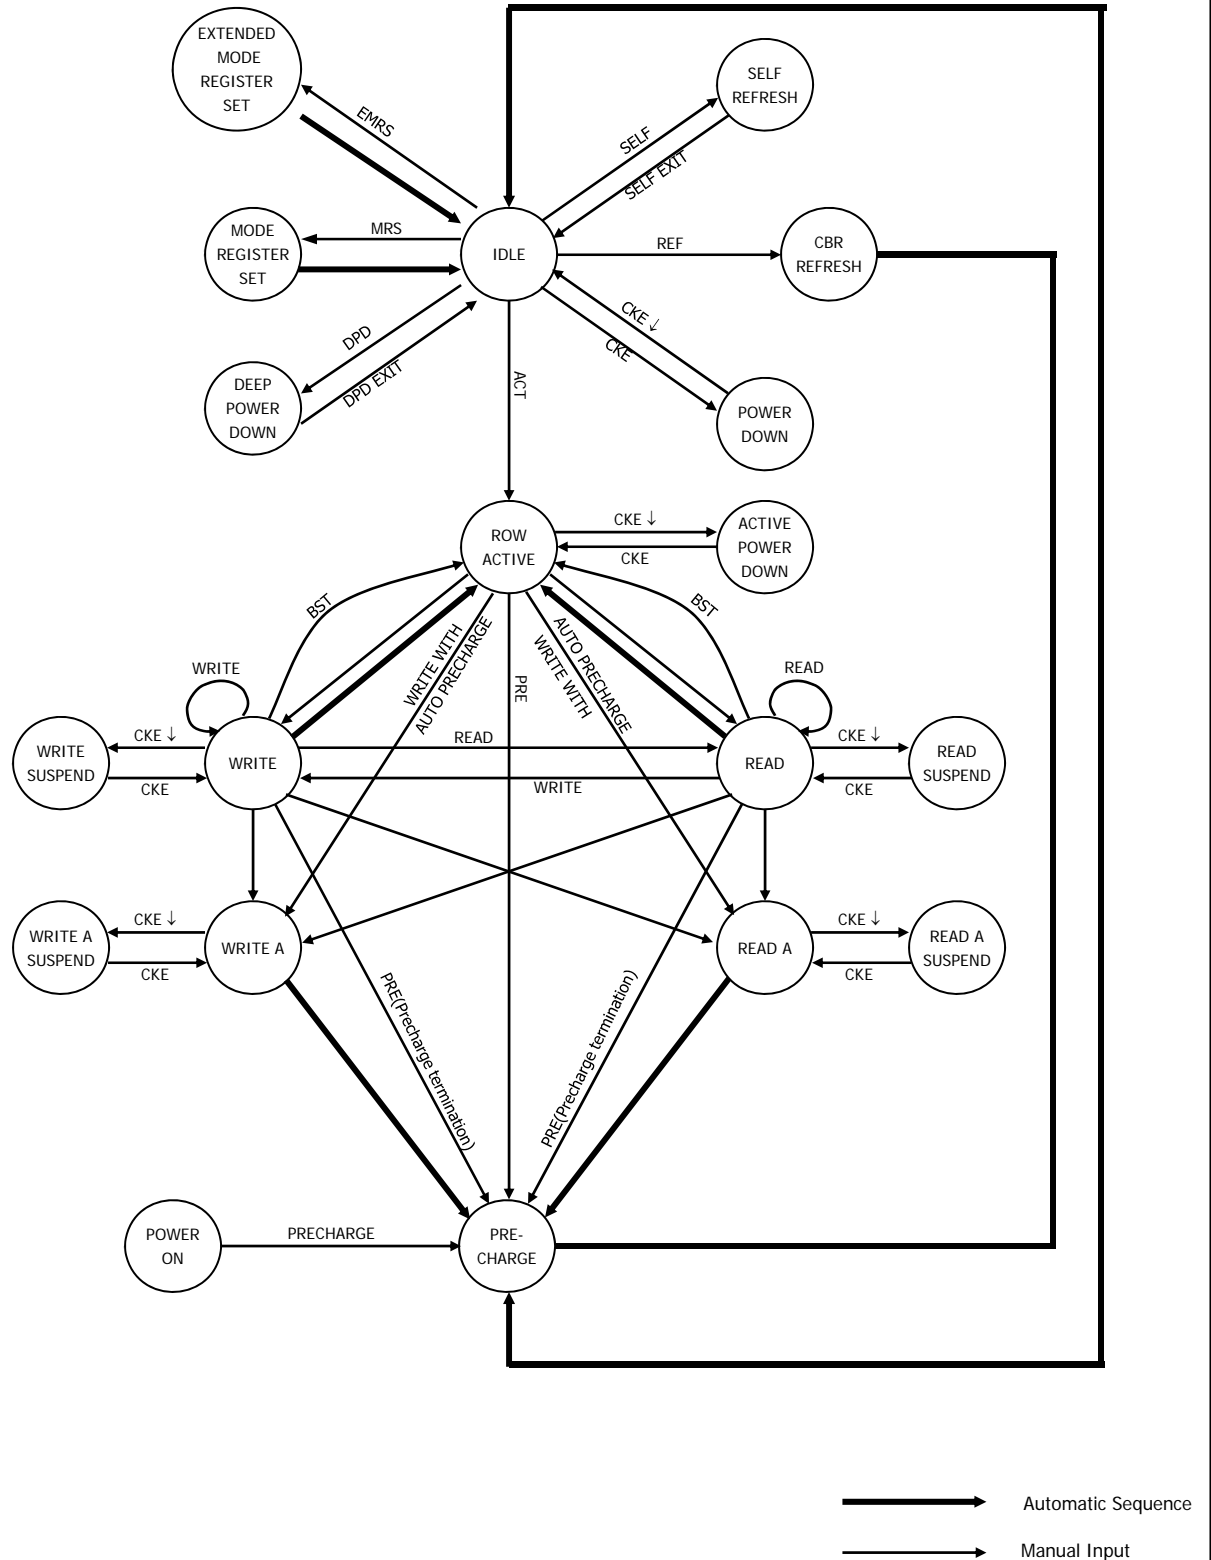 EXTENDED
MODE
REGISTER
SET
SELF
REFRESH
EMRS
SELF
SELF EXIT
MODE
REGISTER
SET
MRS
IDLE
REF
CBR
REFRESH
DPD
DPD EXIT
CKE ↓
CKE
DEEP
POWER
DOWN
ACT
POWER
DOWN
ROW
ACTIVE
CKE ↓
CKE
ACTIVE
POWER
DOWN
BST
BST
WRITE WITH
AUTO PRECHARGE
PRE
AUTO PRECHARGE
WRITE WITH
WRITE
READ
WRITE
SUSPEND
CKE ↓
CKE
WRITE
READ
WRITE
READ
CKE ↓
CKE
READ
SUSPEND
WRITE A
SUSPEND
CKE ↓
CKE
WRITE A
READ A
CKE ↓
CKE
READ A
SUSPEND
PRE(Precharge termination)
PRE(Precharge termination)
POWER
ON
PRECHARGE
PRE-
CHARGE
Automatic Sequence
Manual Input